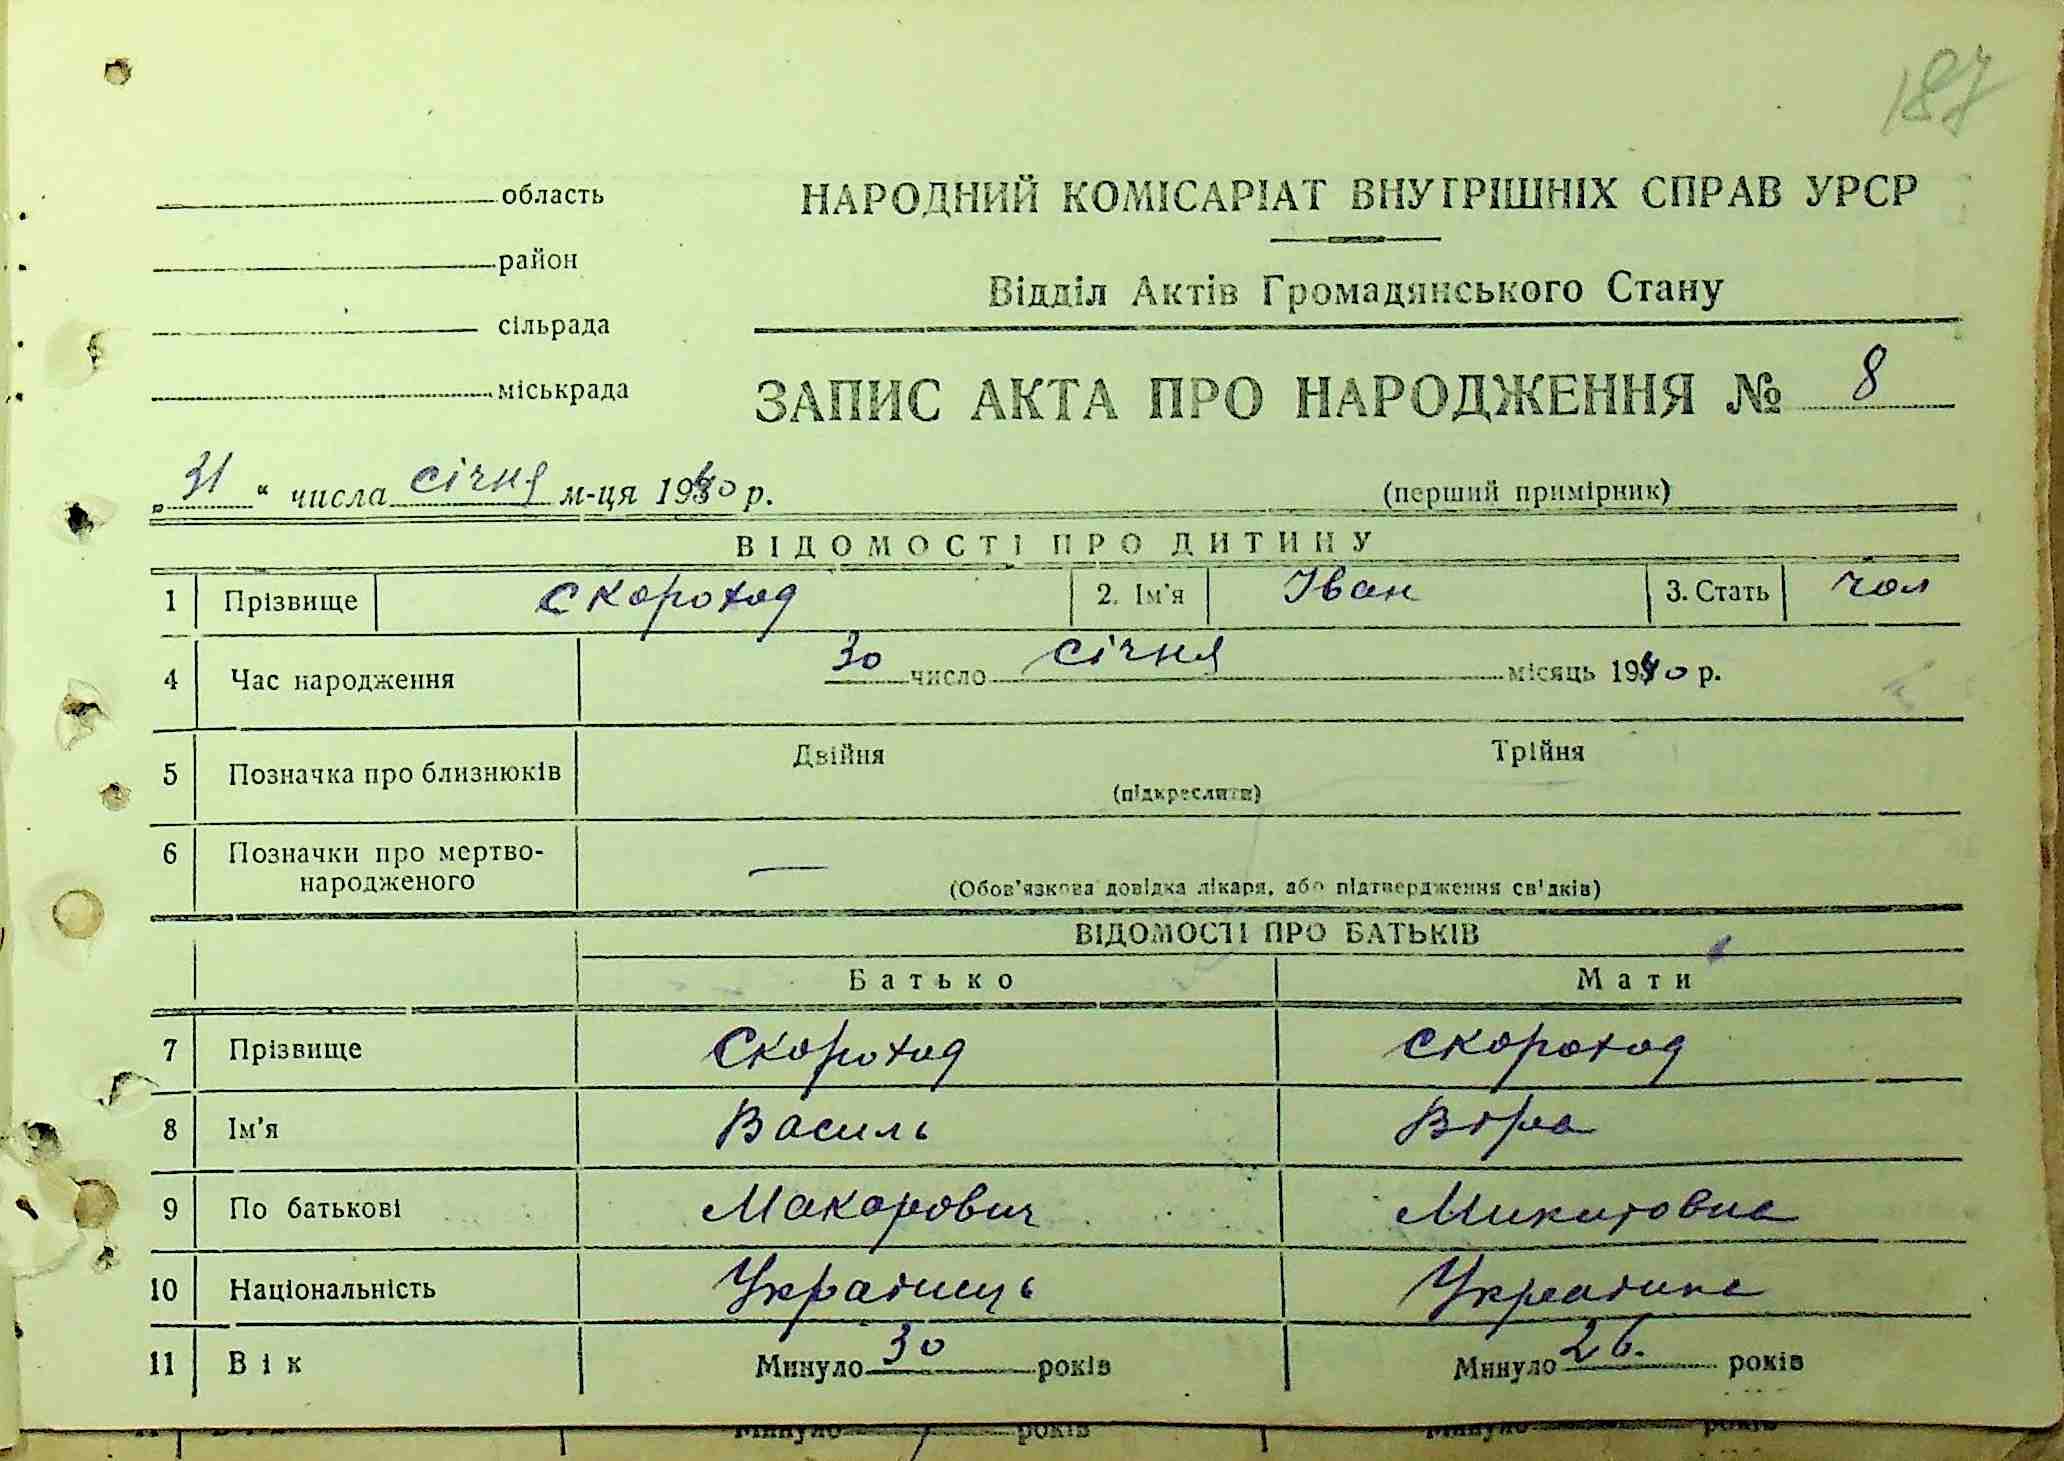 187
область
район
сільрада
міськрада
НАРОДНИЙ КОМІСАРІАТ ВНУТРІШНІХ СПРАВ УРСР
Відділ Актів Громадянського Стану
ЗАПИС АКТА ПРО НАРОДЖЕННЯ № 8
„31“ числа січня м-ця 1940 р.
(перший примірник)
ВІДОМОСТІ ПРО ДИТИНУ
1 Прізвище Скороход 2. Ім'я Іван 3. Стать чол
4 Час народження 30 число січня місяць 1940 р.
5 Позначка про близнюків Двійня Трійня
(підкреслити)
6 Позначки про мертво-
народженого — (Обов'язкова довідка лікаря, або підтвердження свідків)
ВІДОМОСТІ ПРО БАТЬКІВ
Батько Мати
7 Прізвище Скороход Скороход
8 Ім'я Василь Віра
9 По батькові Макарович Микитовна
10 Національність Українець Українка
11 Вік Минуло 30 років Минуло 26. років
Минуло років Минуло років